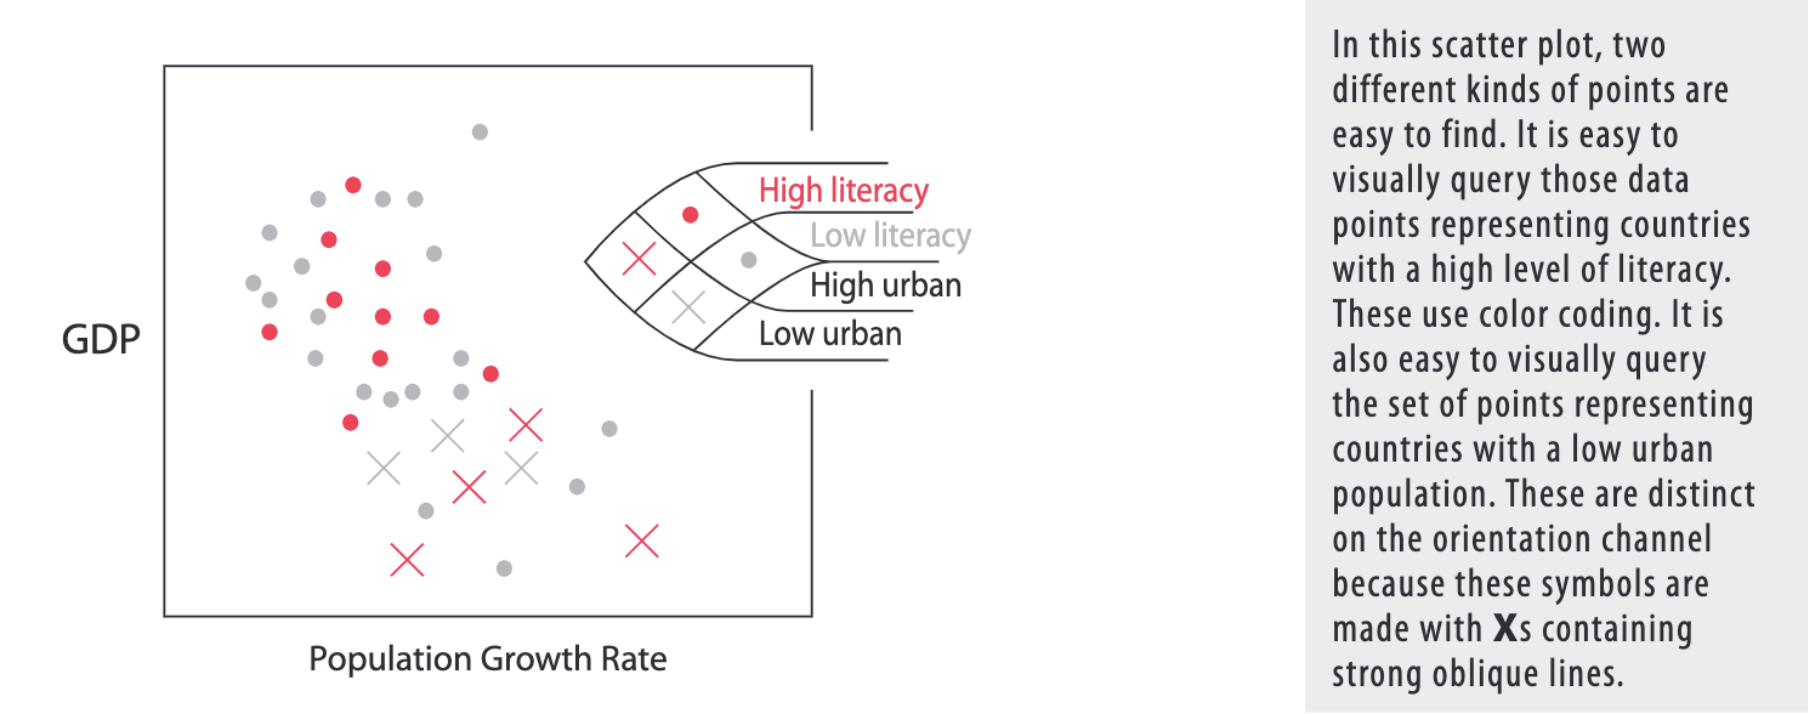 GDP
Population Growth Rate
High literacy
Low literacy
High urban
Low urban
In this scatter plot, two
different kinds of points are
easy to find. It is easy to
visually query those data
points representing countries
with a high level of literacy.
These use color coding. It is
also easy to visually query
the set of points representing
countries with a low urban
population. These are distinct
on the orientation channel
because these symbols are
made with Xs containing
strong oblique lines.